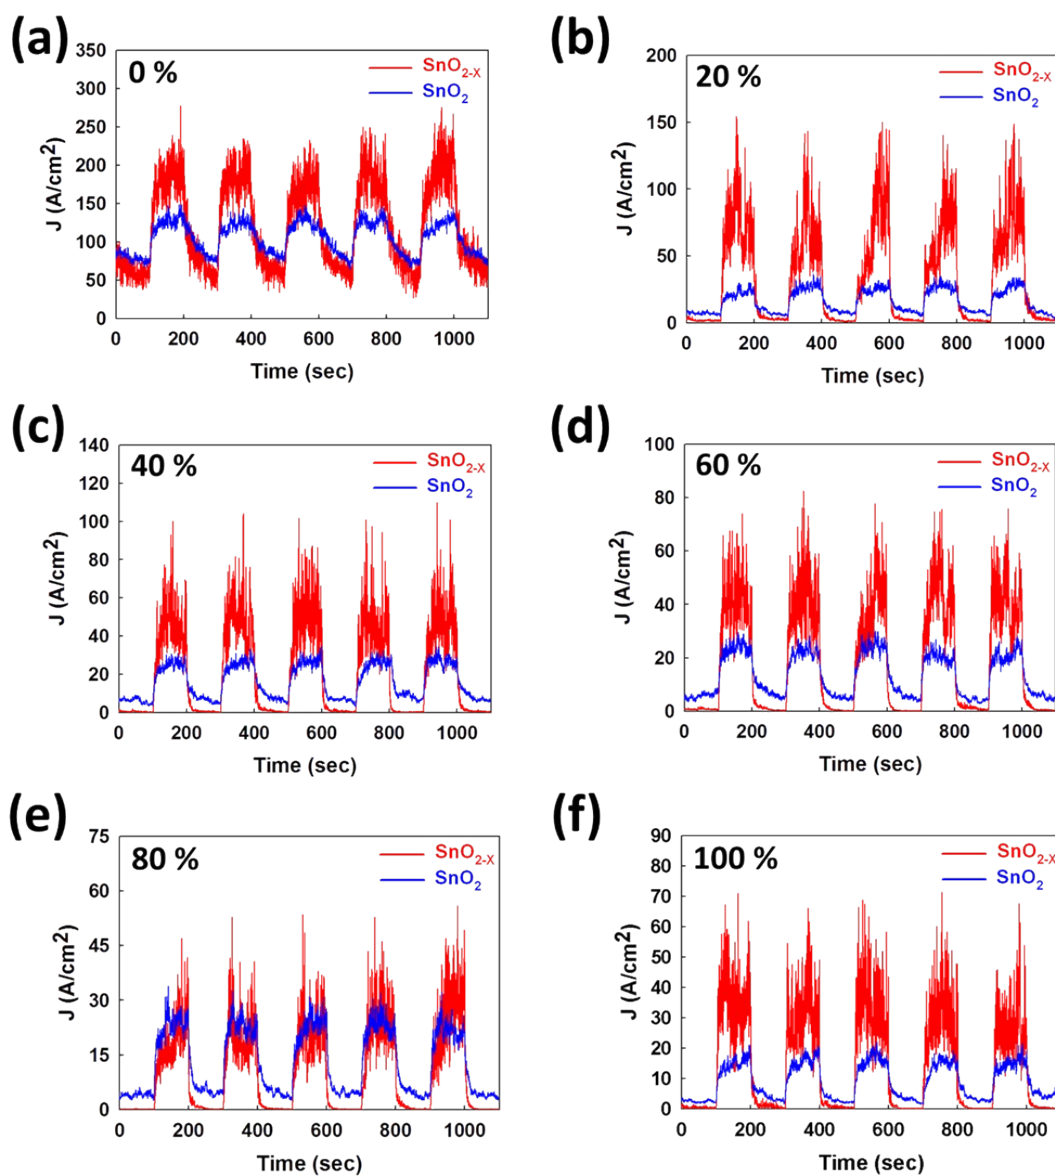 (a)
0 %
SnO2-X
SnO2
350
300
250
200
150
100
50
0
J (A/cm2)
0 200 400 600 800 1000
Time (sec)
(b)
20 %
SnO2-X
SnO2
200
150
100
50
0
J (A/cm2)
0 200 400 600 800 1000
Time (sec)
(c)
40 %
SnO2-X
SnO2
140
120
100
80
60
40
20
0
J (A/cm2)
0 200 400 600 800 1000
Time (sec)
(d)
60 %
SnO2-X
SnO2
100
80
60
40
20
0
J (A/cm2)
0 200 400 600 800 1000
Time (sec)
(e)
80 %
SnO2-X
SnO2
75
60
45
30
15
0
J (A/cm2)
0 200 400 600 800 1000
Time (sec)
(f)
100 %
SnO2-X
SnO2
90
80
70
60
50
40
30
20
10
0
J (A/cm2)
0 200 400 600 800 1000
Time (sec)